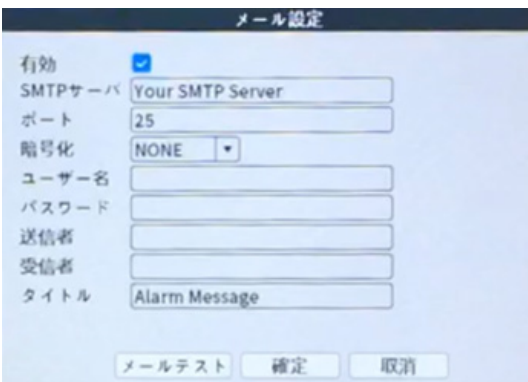 メール設定
有効
SMTPサーバ Your SMTP Server
ポート 25
暗号化 NONE
ユーザー名
パスワード
送信者
受信者
タイトル Alarm Message
メールテスト 確定 取消